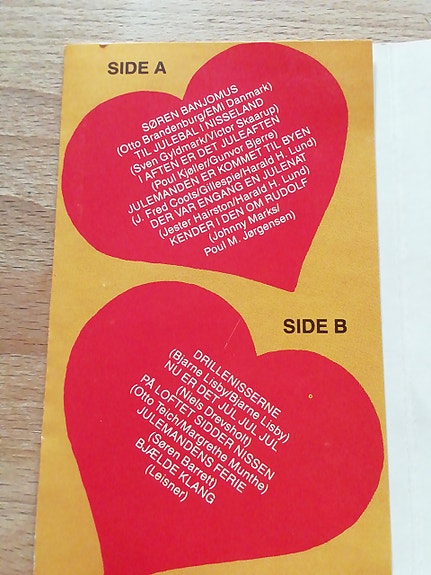 SIDE A
SØREN BANJOMUS
(Otto Brandenburg/EMI Danmark)
TIL JULEBAL I NISSELAND
(Sven Gyldmark/Victor Skaarup)
I AFTEN ER DET JULEAFTEN
(Poul Kjøller/Gunvor Bjerre)
JULEMANDEN ER KOMMET TIL BYEN
(J. Fred Coots/Gillespie/Harald H. Lund)
DER VAR ENGANG EN JULENAT
(Jester Hairston/Harald H. Lund)
KENDER I DEN OM RUDOLF
(Johnny Marks/
Poul M. Jørgensen)
SIDE B
DRILLENISSERNE
(Bjarne Lisby/Bjarne Lisby)
NU ER DET JUL JUL JUL
(Niels Drevsholt)
PÅ LOFTET SIDDER NISSEN
(Otto Teich/Margrethe Munthe)
JULEMANDENS FERIE
(Søren Barrett)
BJÆLDE KLANG
(Leisner)